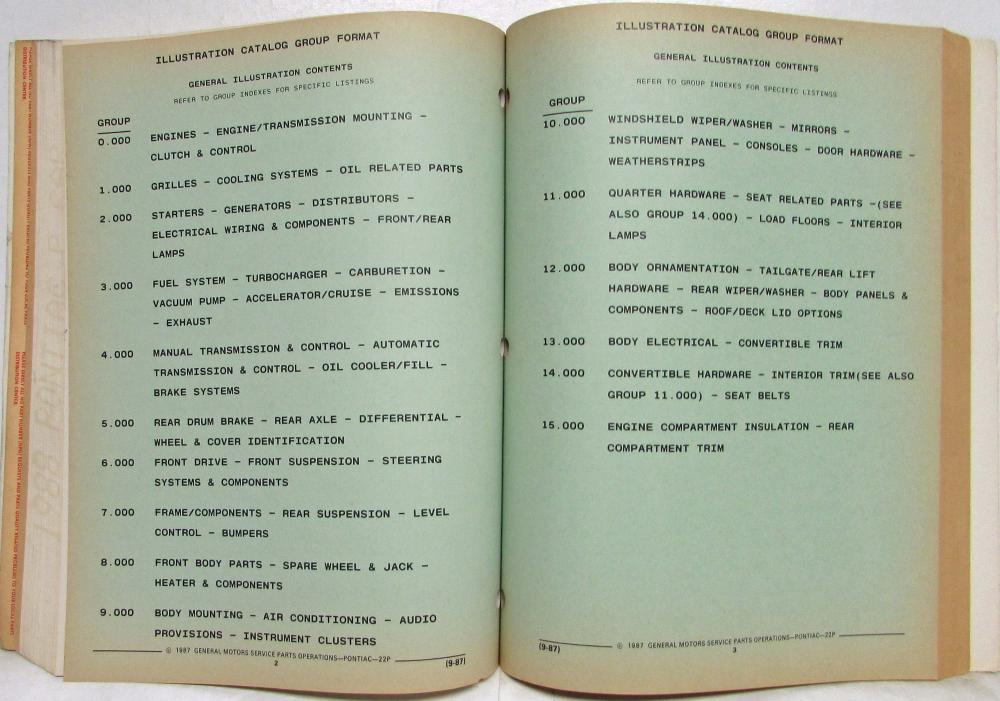 ILLUSTRATION CATALOG GROUP FORMAT
GENERAL ILLUSTRATION CONTENTS
REFER TO GROUP INDEXES FOR SPECIFIC LISTINGS
GROUP
0.000 ENGINES - ENGINE/TRANSMISSION MOUNTING -
CLUTCH & CONTROL
1.000 GRILLES - COOLING SYSTEMS - OIL RELATED PARTS
2.000 STARTERS - GENERATORS - DISTRIBUTORS -
ELECTRICAL WIRING & COMPONENTS - FRONT/REAR
LAMPS
3.000 FUEL SYSTEM - TURBOCHARGER - CARBURETION -
VACUUM PUMP - ACCELERATOR/CRUISE - EMISSIONS
- EXHAUST
4.000 MANUAL TRANSMISSION & CONTROL - AUTOMATIC
TRANSMISSION & CONTROL - OIL COOLER/FILL -
BRAKE SYSTEMS
5.000 REAR DRUM BRAKE - REAR AXLE - DIFFERENTIAL -
WHEEL & COVER IDENTIFICATION
6.000 FRONT DRIVE - FRONT SUSPENSION - STEERING
SYSTEMS & COMPONENTS
7.000 FRAME/COMPONENTS - REAR SUSPENSION - LEVEL
CONTROL - BUMPERS
8.000 FRONT BODY PARTS - SPARE WHEEL & JACK -
HEATER & COMPONENTS
9.000 BODY MOUNTING - AIR CONDITIONING - AUDIO
PROVISIONS - INSTRUMENT CLUSTERS
© 1987 GENERAL MOTORS SERVICE PARTS OPERATIONS—PONTIAC—22P
2
(9-87)
ILLUSTRATION CATALOG GROUP FORMAT
GENERAL ILLUSTRATION CONTENTS
REFER TO GROUP INDEXES FOR SPECIFIC LISTINGS
GROUP
10.000 WINDSHIELD WIPER/WASHER - MIRRORS -
INSTRUMENT PANEL - CONSOLES - DOOR HARDWARE -
WEATHERSTRIPS
11.000 QUARTER HARDWARE - SEAT RELATED PARTS -(SEE
ALSO GROUP 14.000) - LOAD FLOORS - INTERIOR
LAMPS
12.000 BODY ORNAMENTATION - TAILGATE/REAR LIFT
HARDWARE - REAR WIPER/WASHER - BODY PANELS &
COMPONENTS - ROOF/DECK LID OPTIONS
13.000 BODY ELECTRICAL - CONVERTIBLE TRIM
14.000 CONVERTIBLE HARDWARE - INTERIOR TRIM(SEE ALSO
GROUP 11.000) - SEAT BELTS
15.000 ENGINE COMPARTMENT INSULATION - REAR
COMPARTMENT TRIM
(9-87)
© 1987 GENERAL MOTORS SERVICE PARTS OPERATIONS—PONTIAC—22P
3